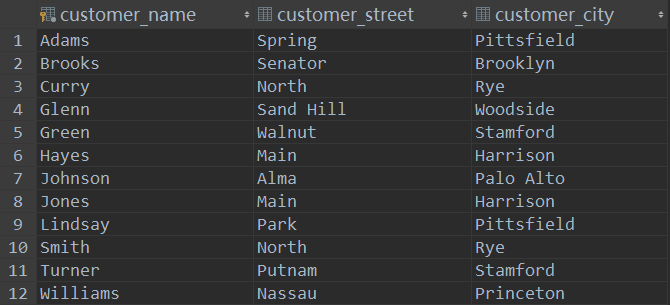 customer_name customer_street customer_city
1 Adams Spring Pittsfield
2 Brooks Senator Brooklyn
3 Curry North Rye
4 Glenn Sand Hill Woodside
5 Green Walnut Stamford
6 Hayes Main Harrison
7 Johnson Alma Palo Alto
8 Jones Main Harrison
9 Lindsay Park Pittsfield
10 Smith North Rye
11 Turner Putnam Stamford
12 Williams Nassau Princeton